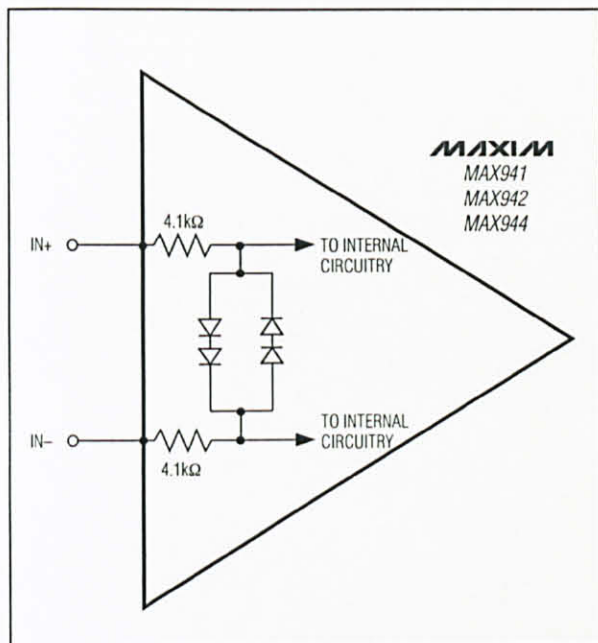 MAXIM
MAX941
MAX942
MAX944
4.1kΩ
IN+
TO INTERNAL
CIRCUITRY
IN–
TO INTERNAL
CIRCUITRY
4.1kΩ